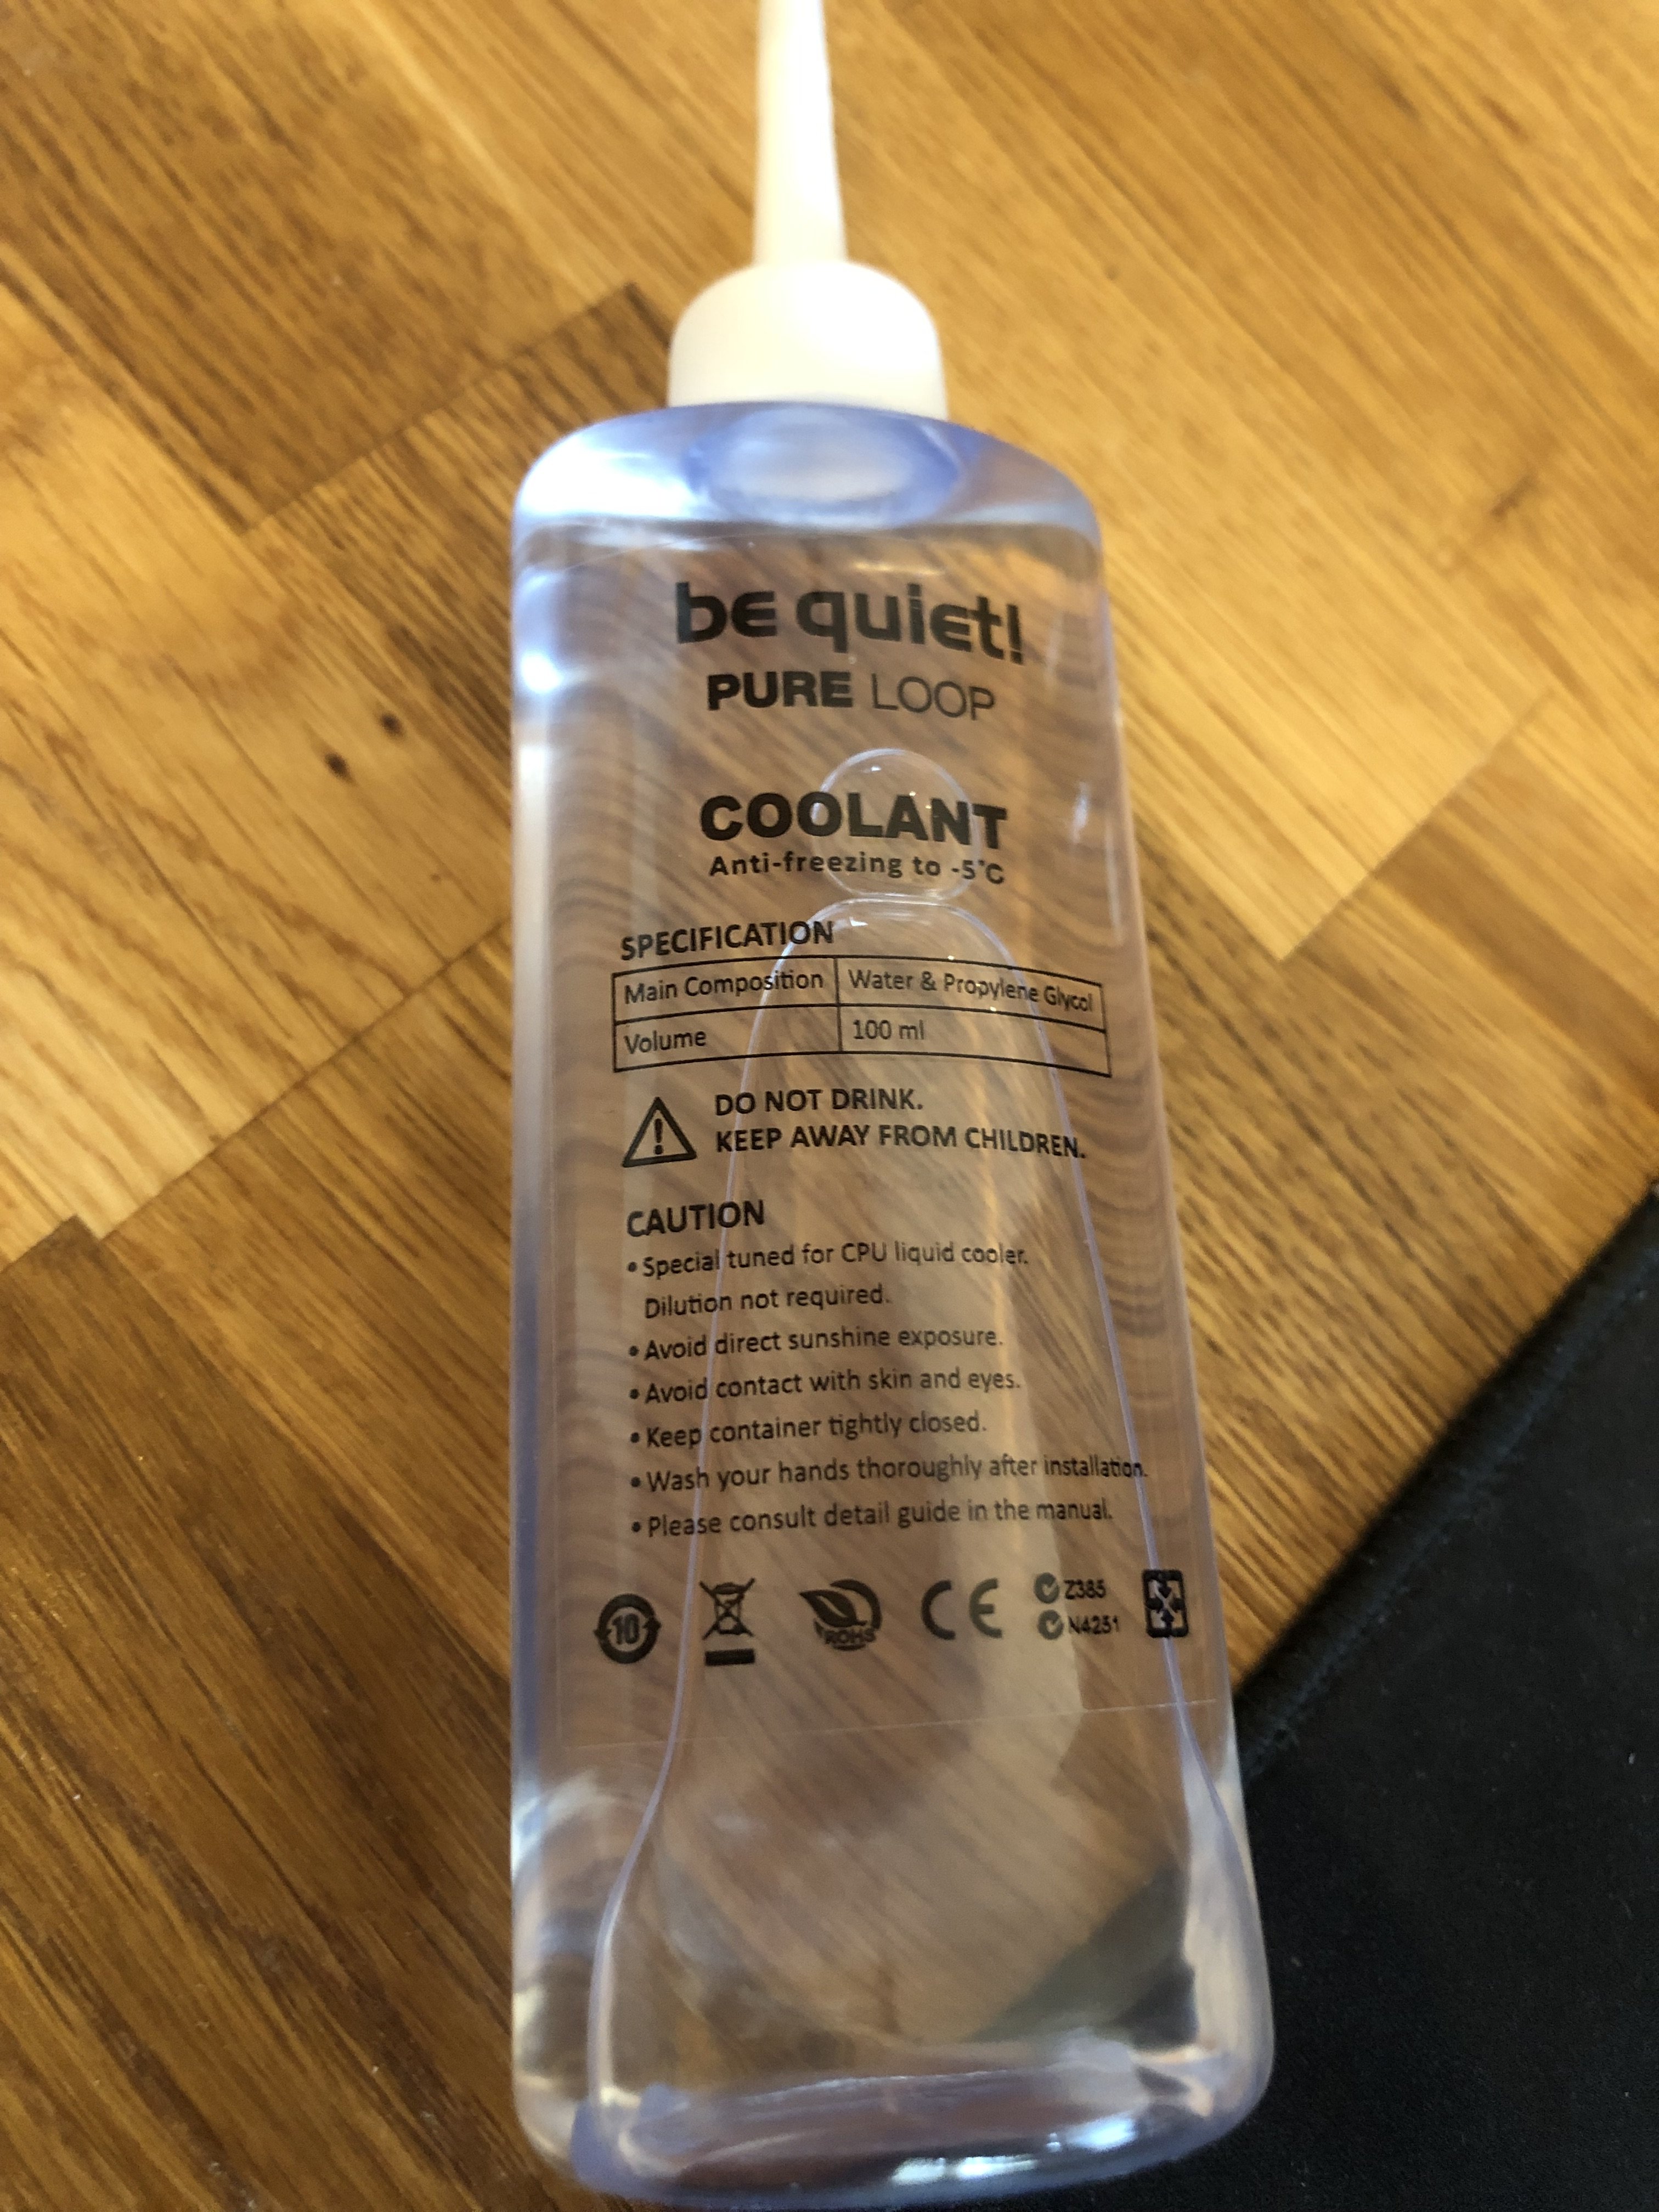 be quiet!
PURE LOOP
COOLANT
Anti-freezing to -5°C
SPECIFICATION
Main Composition Water & Propylene Glycol
Volume 100 ml
DO NOT DRINK.
KEEP AWAY FROM CHILDREN.
CAUTION
• Special tuned for CPU liquid cooler.
Dilution not required.
• Avoid direct sunshine exposure.
• Avoid contact with skin and eyes.
• Keep container tightly closed.
• Wash your hands thoroughly after installation.
• Please consult detail guide in the manual.
10 ROHS CE Z385
N4251